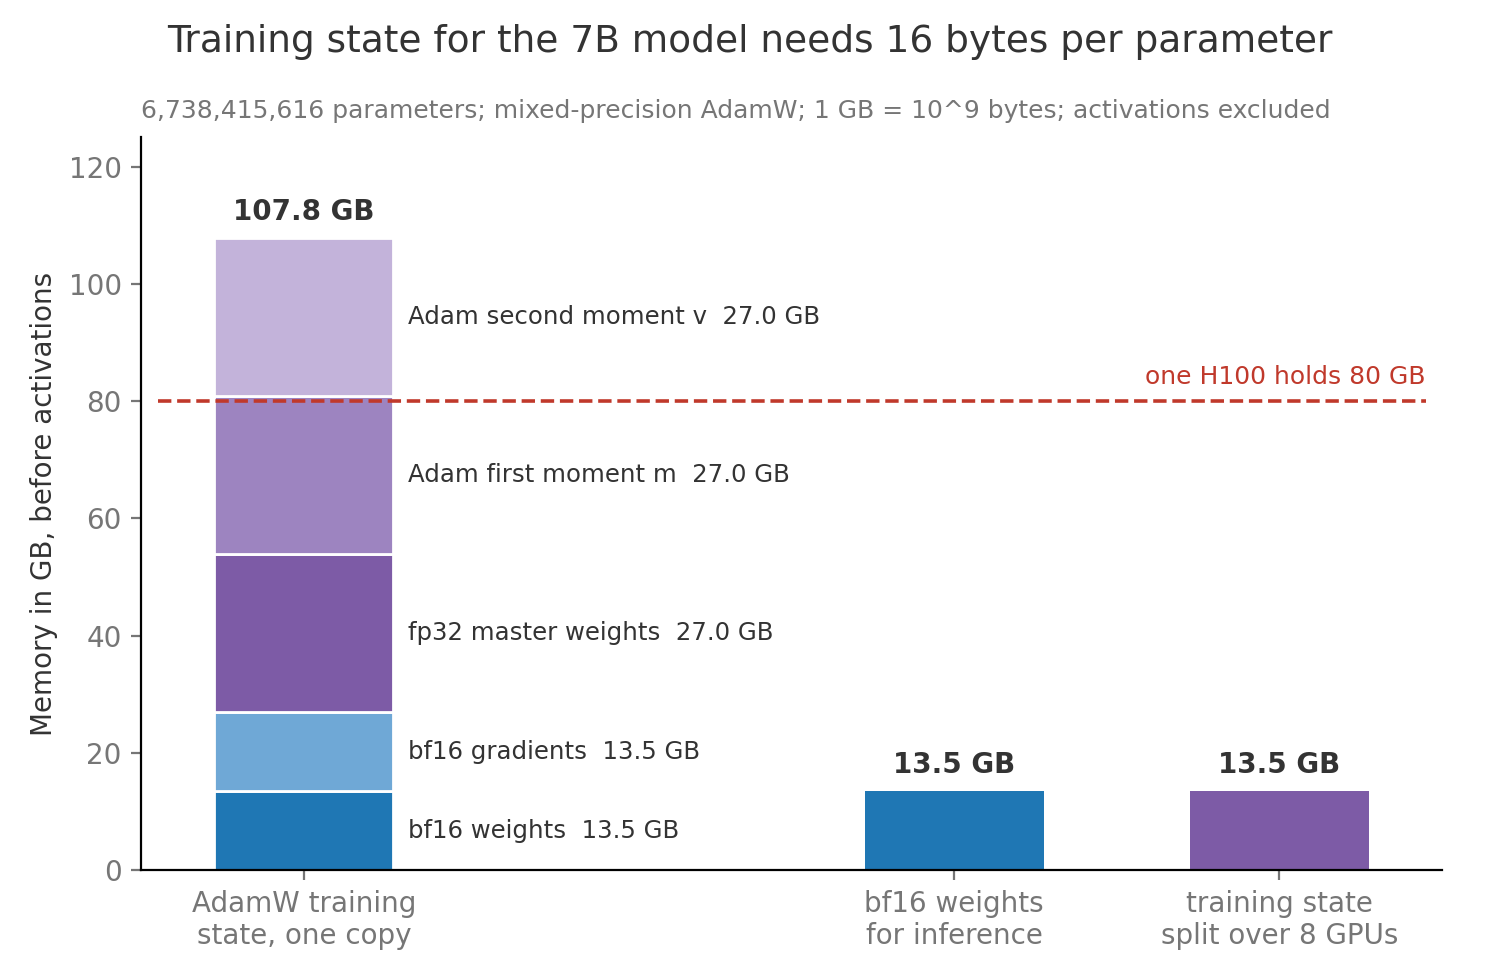 Training state for the 7B model needs 16 bytes per parameter
6,738,415,616 parameters; mixed-precision AdamW; 1 GB = 10^9 bytes; activations excluded
Memory in GB, before activations
120
100
80
60
40
20
0
107.8 GB
Adam second moment v  27.0 GB
one H100 holds 80 GB
Adam first moment m  27.0 GB
fp32 master weights  27.0 GB
bf16 gradients  13.5 GB
bf16 weights  13.5 GB
13.5 GB
13.5 GB
AdamW training
state, one copy
bf16 weights
for inference
training state
split over 8 GPUs